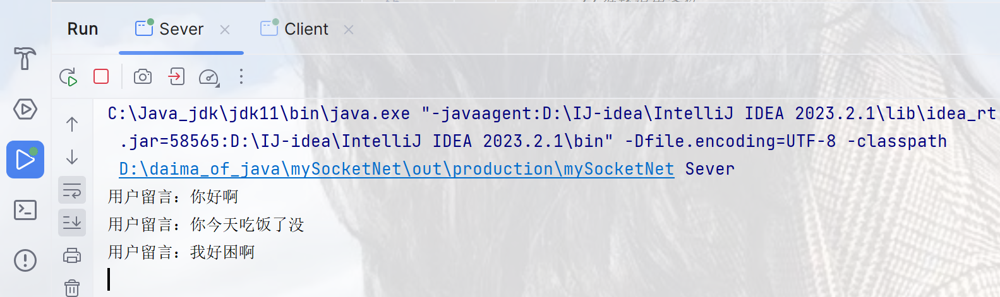 Run Sever Client
C:\Java_jdk\jdk11\bin\java.exe "-javaagent:D:\IJ-idea\IntelliJ IDEA 2023.2.1\lib\idea_rt
.jar=58565:D:\IJ-idea\IntelliJ IDEA 2023.2.1\bin" -Dfile.encoding=UTF-8 -classpath
D:\daima_of_java\mySocketNet\out\production\mySocketNet Sever
用户留言：你好啊
用户留言：你今天吃饭了没
用户留言：我好困啊